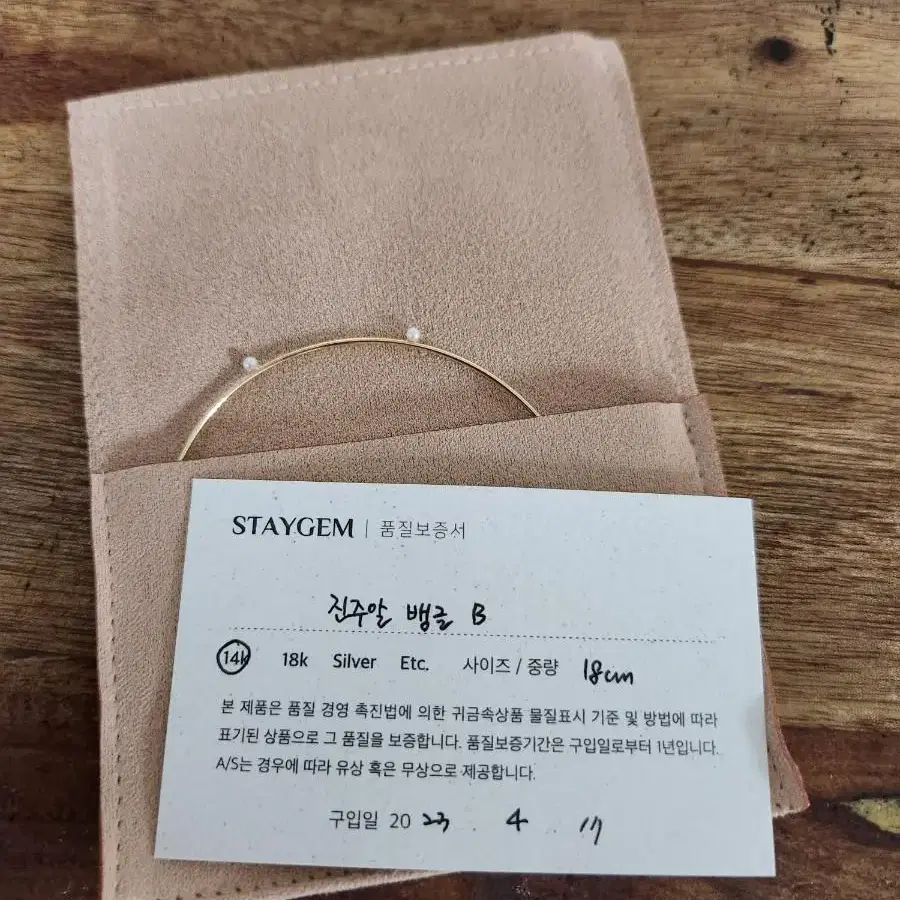 STAYGEM | 품질보증서
진주알 뱅글 B
14k 18k Silver Etc. 사이즈 / 중량 18cm
본 제품은 품질 경영 촉진법에 의한 귀금속상품 물질표시 기준 및 방법에 따라
표기된 상품으로 그 품질을 보증합니다. 품질보증기간은 구입일로부터 1년입니다.
A/S는 경우에 따라 유상 혹은 무상으로 제공합니다.
구입일 20 23 . 4 . 17